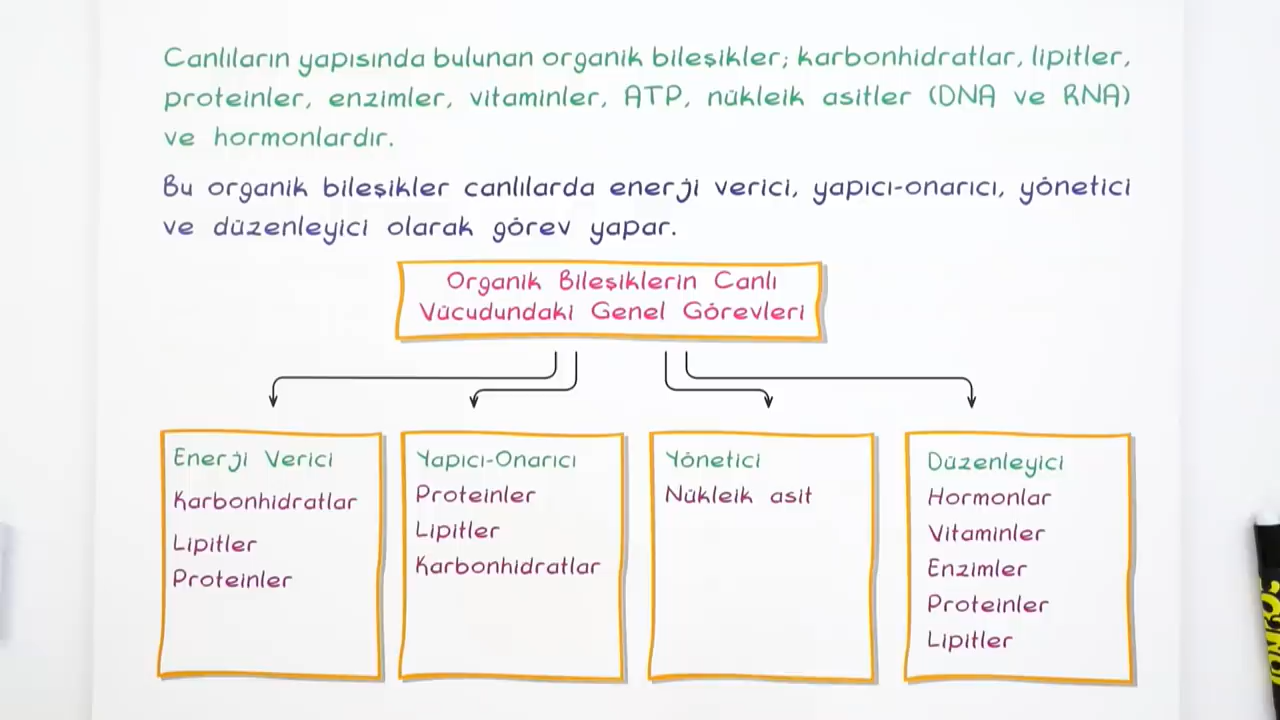 Canlıların yapısında bulunan organik bileşikler; karbonhidratlar, lipitler,
proteinler, enzimler, vitaminler, ATP, nükleik asitler (DNA ve RNA)
ve hormonlardır.
Bu organik bileşikler canlılarda enerji verici, yapıcı-onarıcı, yönetici
ve düzenleyici olarak görev yapar.
Organik Bileşiklerin Canlı
Vücudundaki Genel Görevleri
Enerji Verici
Karbonhidratlar
Lipitler
Proteinler
Yapıcı-Onarıcı
Proteinler
Lipitler
Karbonhidratlar
Yönetici
Nükleik asit
Düzenleyici
Hormonlar
Vitaminler
Enzimler
Proteinler
Lipitler